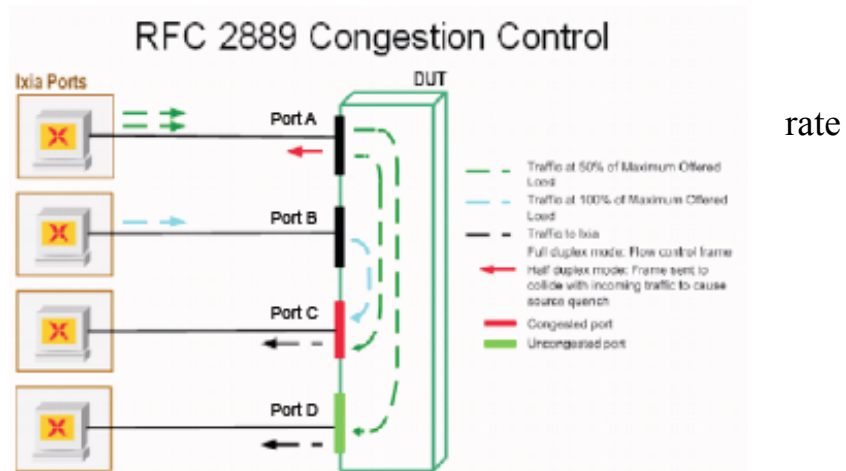 RFC 2889 Congestion Control
Ixia Ports
DUT
Port A
rate
Traffic at 50% of Maximum Offered
Load
Traffic at 100% of Maximum Offered
Load
Port B
Traffic to Ixia
Full duplex mode: Flow control frame
Half duplex mode: Frame sent to
collide with incoming traffic to cause
source quench
Port C
Congested port
Uncongested port
Port D